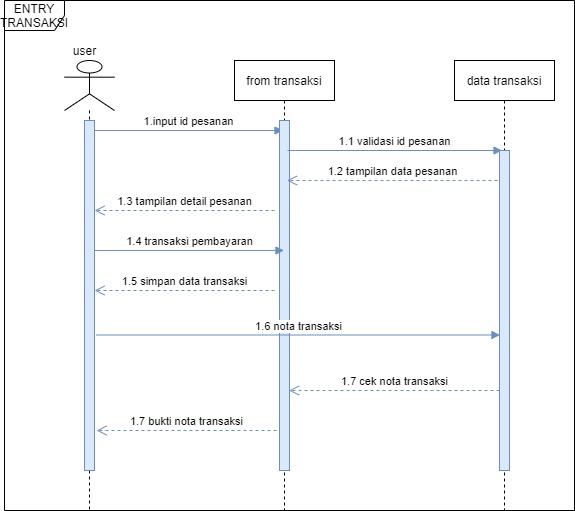 ENTRY
TRANSAKSI
user
from transaksi
data transaksi
1.input id pesanan
1.1 validasi id pesanan
1.2 tampilan data pesanan
1.3 tampilan detail pesanan
1.4 transaksi pembayaran
1.5 simpan data transaksi
1.6 nota transaksi
1.7 cek nota transaksi
1.7 bukti nota transaksi